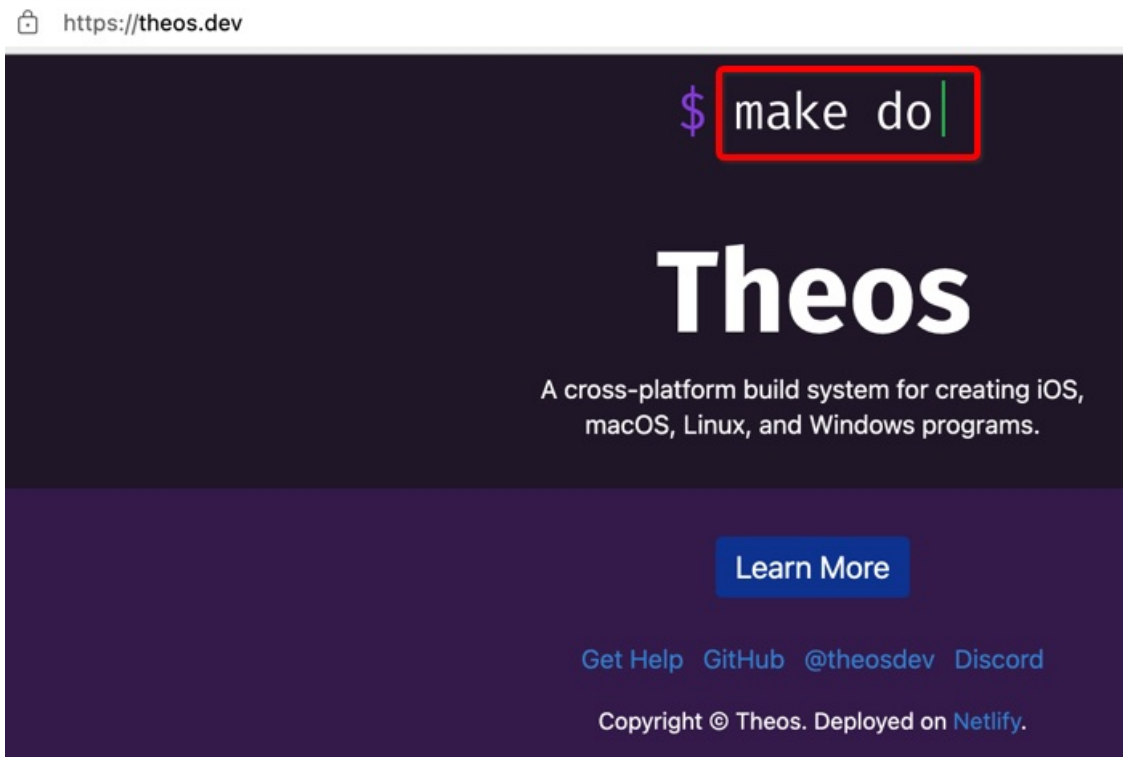 https://theos.dev
$ make do
Theos
A cross-platform build system for creating iOS,
macOS, Linux, and Windows programs.
Learn More
Get Help GitHub @theosdev Discord
Copyright © Theos. Deployed on Netlify.